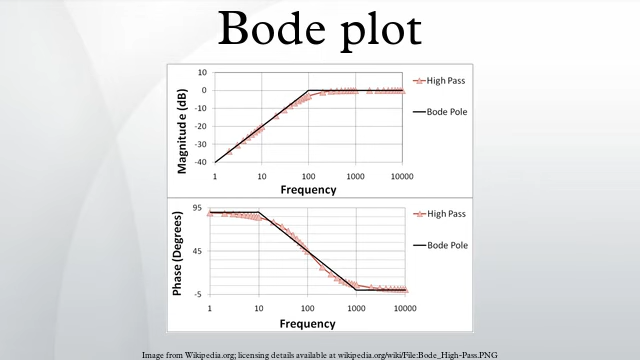 Bode plot
10
0
-10
-20
-30
-40
1 10 100 1000 10000
Magnitude (dB)
Frequency
High Pass
Bode Pole
95
45
-5
1 10 100 1000 10000
Phase (Degrees)
Frequency
High Pass
Bode Pole
Image from Wikipedia.org; licensing details available at wikipedia.org/wiki/File:Bode_High-Pass.PNG